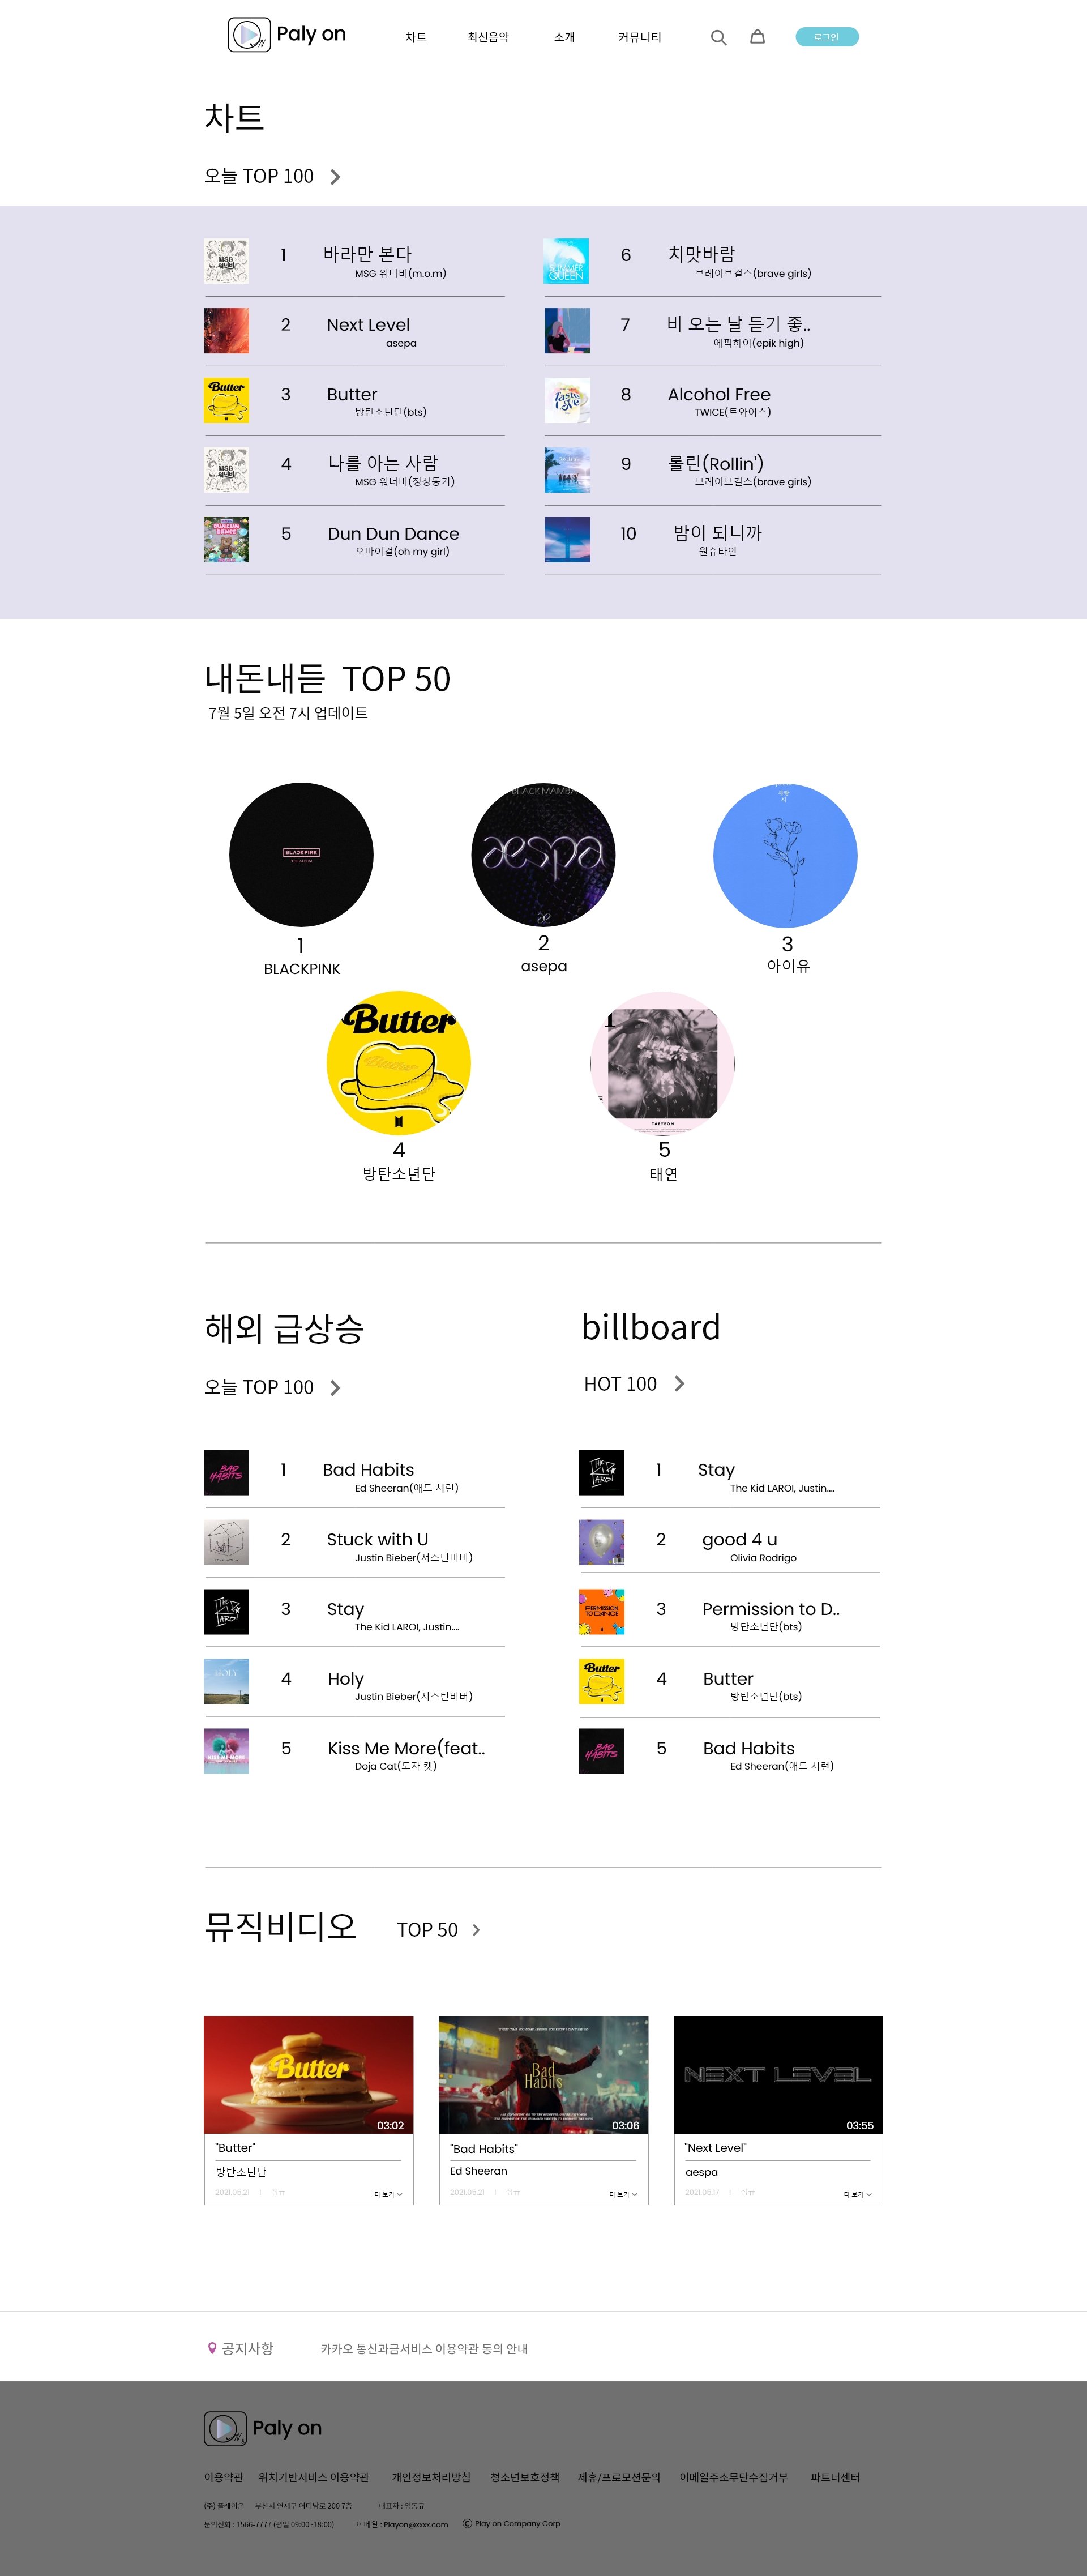 Paly on
차트 최신음악 소개 커뮤니티 로그인
차트
오늘 TOP 100
1 바라만 본다
MSG 워너비(m.o.m)
2 Next Level
asepa
3 Butter
방탄소년단(bts)
4 나를 아는 사람
MSG 워너비(정상동기)
5 Dun Dun Dance
오마이걸(oh my girl)
6 치맛바람
브레이브걸스(brave girls)
7 비 오는 날 듣기 좋..
에픽하이(epik high)
8 Alcohol Free
TWICE(트와이스)
9 롤린(Rollin')
브레이브걸스(brave girls)
10 밤이 되니까
원슈타인
내돈내듣 TOP 50
7월 5일 오전 7시 업데이트
BLACKPINK
THE ALBUM
1
BLACKPINK
BLACK MAMBA
aespa
2
asepa
3
아이유
Butter
4
방탄소년단
TAEYEON
5
태연
해외 급상승
오늘 TOP 100
1 Bad Habits
Ed Sheeran(애드 시런)
2 Stuck with U
Justin Bieber(저스틴비버)
3 Stay
The Kid LAROI, Justin....
4 Holy
Justin Bieber(저스틴비버)
5 Kiss Me More(feat..
Doja Cat(도자 캣)
billboard
HOT 100
1 Stay
The Kid LAROI, Justin....
2 good 4 u
Olivia Rodrigo
3 Permission to D..
방탄소년단(bts)
4 Butter
방탄소년단(bts)
5 Bad Habits
Ed Sheeran(애드 시런)
뮤직비디오 TOP 50
Butter
03:02
"Butter"
방탄소년단
2021.05.21 | 정규 더 보기
Bad Habits
03:06
"Bad Habits"
Ed Sheeran
2021.05.21 | 정규 더 보기
NEXT LEVEL
03:55
"Next Level"
aespa
2021.05.17 | 정규 더 보기
공지사항 카카오 통신과금서비스 이용약관 동의 안내
Paly on
이용약관 위치기반서비스 이용약관 개인정보처리방침 청소년보호정책 제휴/프로모션문의 이메일주소무단수집거부 파트너센터
(주) 플레이온 부산시 연제구 어디남로 200 7층 대표자 : 임동규
문의전화 : 1566-7777 (평일 09:00~18:00) 이메일 : Playon@xxxx.com © Play on Company Corp